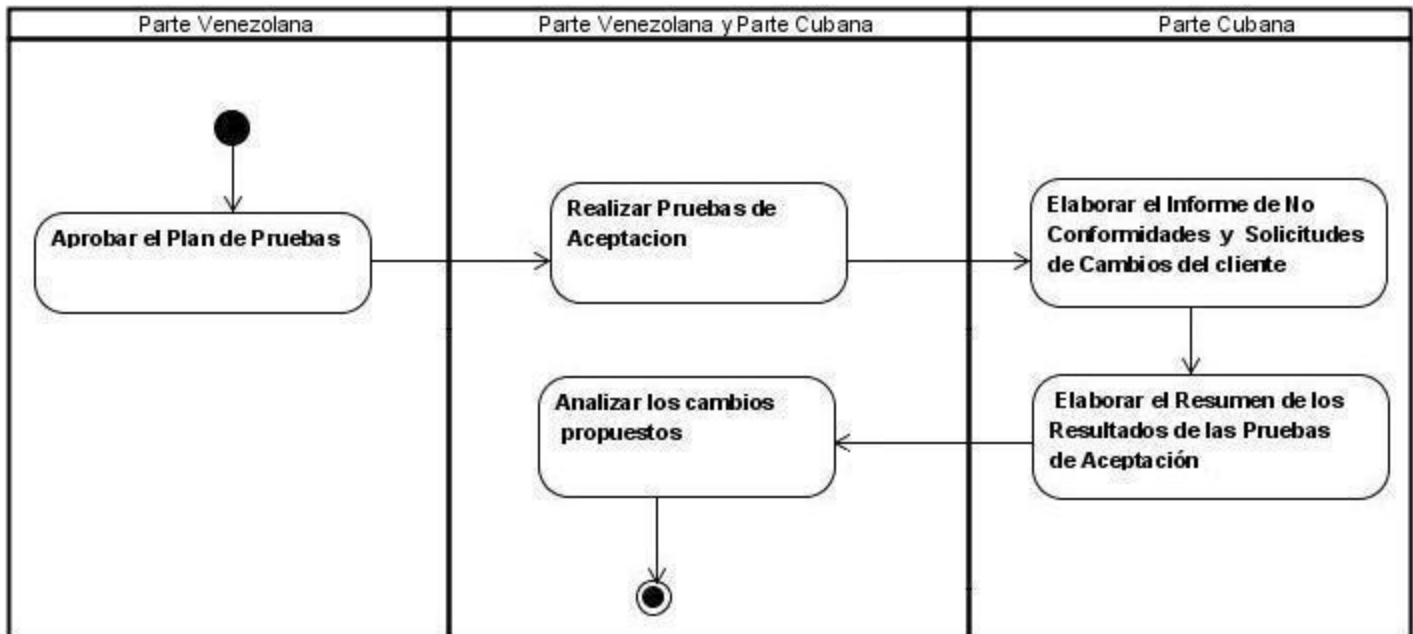 Parte Venezolana
Parte Venezolana y Parte Cubana
Parte Cubana
Aprobar el Plan de Pruebas
Realizar Pruebas de
Aceptacion
Elaborar el Informe de No
Conformidades y Solicitudes
de Cambios del cliente
Elaborar el Resumen de los
Resultados de las Pruebas
de Aceptación
Analizar los cambios
propuestos